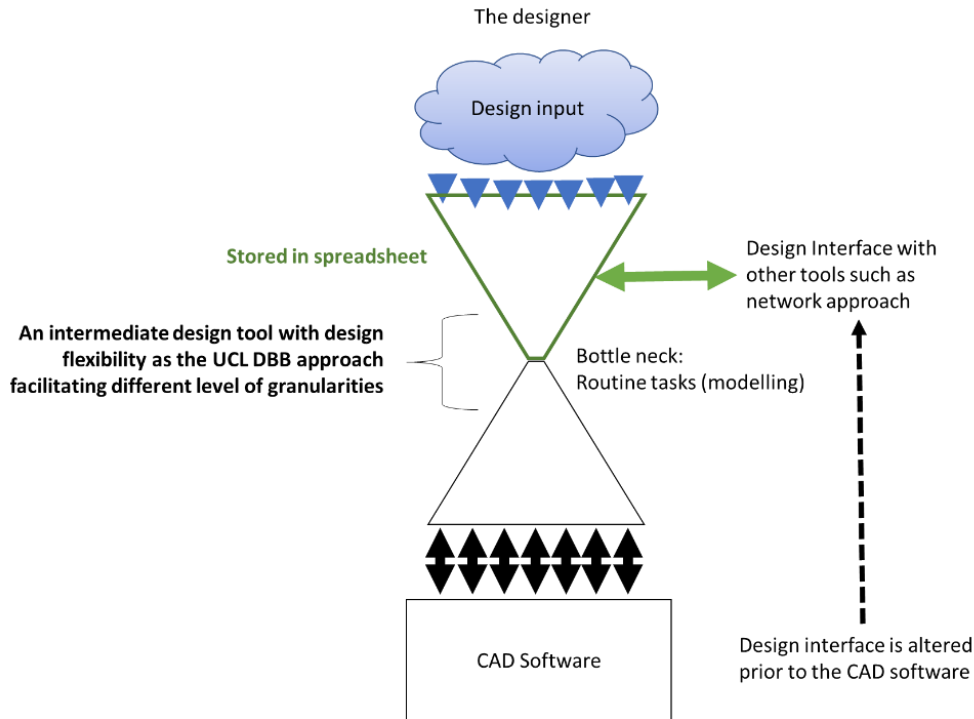 The designer
Design input
Stored in spreadsheet
Design Interface with
other tools such as
network approach
An intermediate design tool with design
flexibility as the UCL DBB approach
facilitating different level of granularities
Bottle neck:
Routine tasks (modelling)
CAD Software
Design interface is altered
prior to the CAD software